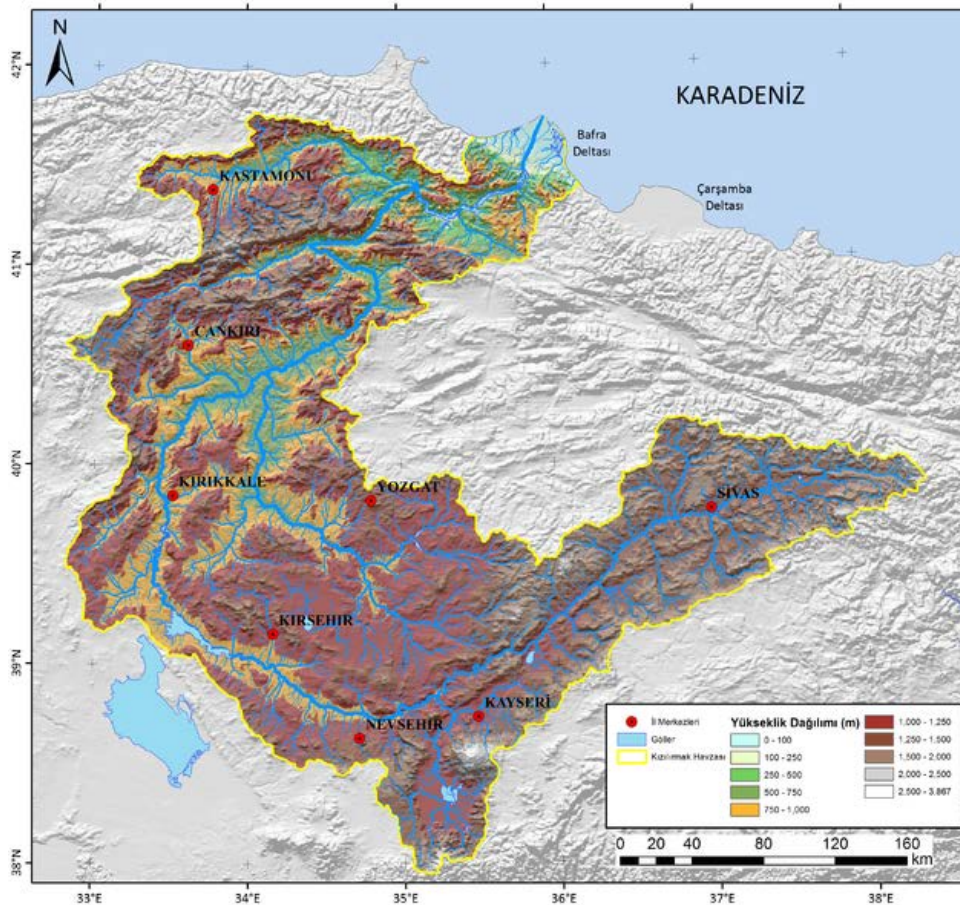 N
42°N
41°N
40°N
39°N
38°N
KARADENİZ
Bafra
Deltası
Çarşamba
Deltası
KASTAMONU
ÇANKIRI
KIRIKKALE
YOZGAT
SİVAS
KIRŞEHİR
KAYSERİ
NEVŞEHİR
İl Merkezleri
Göller
Kızılırmak Havzası
Yükseklik Dağılımı (m)
0 - 100
100 - 250
250 - 500
500 - 750
750 - 1,000
1,000 - 1,250
1,250 - 1,500
1,500 - 2,000
2,000 - 2,500
2,500 - 3.867
0 10 20 40 80 120 160
km
33°E 34°E 35°E 36°E 37°E 38°E